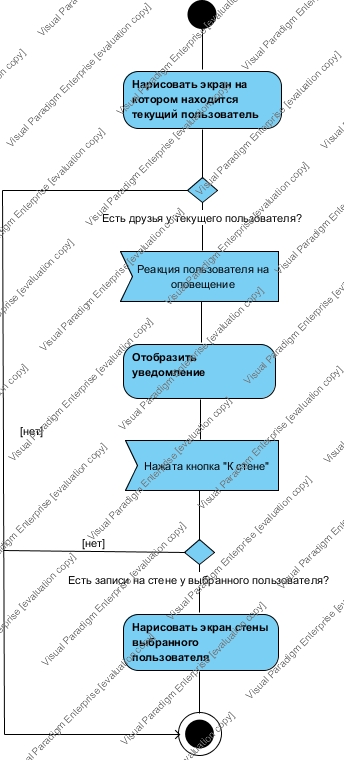 Нарисовать экран на
котором находится
текущий пользователь
Есть друзья у текущего пользователя?
Реакция пользователя на
оповещение
Отобразить
уведомление
[нет]
Нажата кнопка "К стене"
[нет]
Есть записи на стене у выбранного пользователя?
Нарисовать экран стены
выбранного
пользователя
Visual Paradigm Enterprise [evaluation copy]